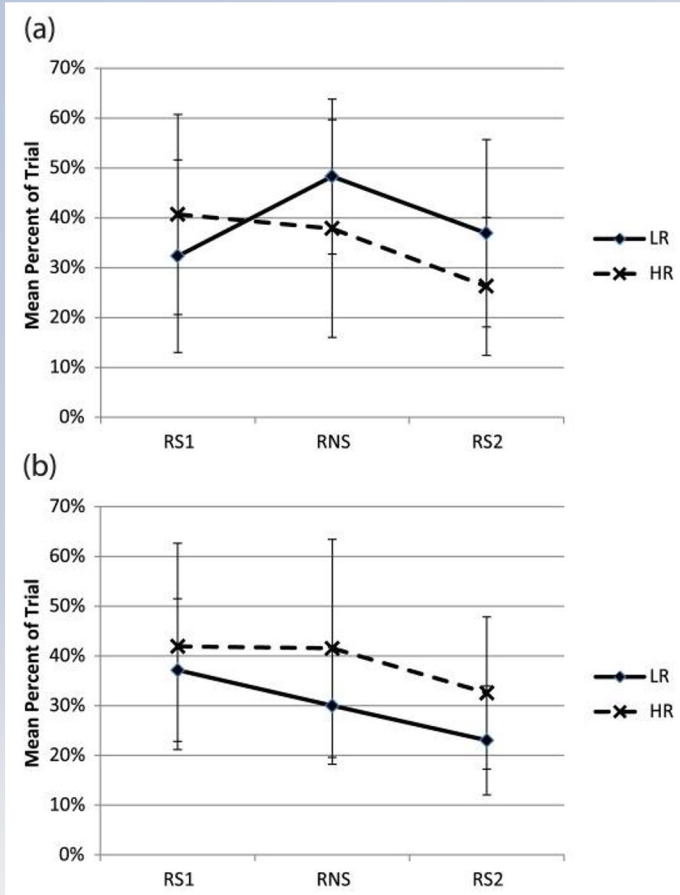 (a)
70%
60%
50%
40%
30%
20%
10%
0%
Mean Percent of Trial
RS1 RNS RS2
LR
HR
(b)
70%
60%
50%
40%
30%
20%
10%
0%
Mean Percent of Trial
RS1 RNS RS2
LR
HR